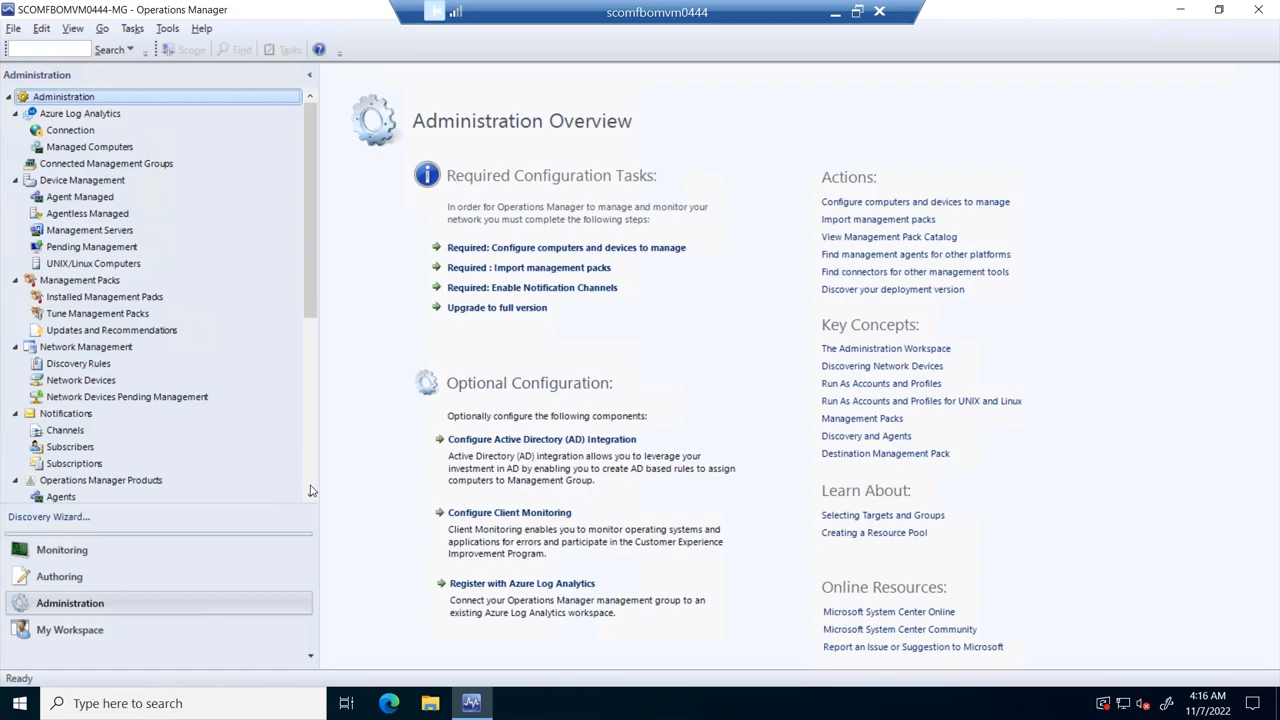 SCOMFBOMVM0444-MG - Operations Manager
scomfbomvm0444
File Edit View Go Tasks Tools Help
Search Scope Find Tasks
Administration
Administration
Azure Log Analytics
Connection
Managed Computers
Connected Management Groups
Device Management
Agent Managed
Agentless Managed
Management Servers
Pending Management
UNIX/Linux Computers
Management Packs
Installed Management Packs
Tune Management Packs
Updates and Recommendations
Network Management
Discovery Rules
Network Devices
Network Devices Pending Management
Notifications
Channels
Subscribers
Subscriptions
Operations Manager Products
Agents
Discovery Wizard...
Monitoring
Authoring
Administration
My Workspace
Administration Overview
Required Configuration Tasks:
In order for Operations Manager to manage and monitor your
network you must complete the following steps:
Required: Configure computers and devices to manage
Required : Import management packs
Required: Enable Notification Channels
Upgrade to full version
Optional Configuration:
Optionally configure the following components:
Configure Active Directory (AD) Integration
Active Directory (AD) integration allows you to leverage your
investment in AD by enabling you to create AD based rules to assign
computers to Management Group.
Configure Client Monitoring
Client Monitoring enables you to monitor operating systems and
applications for errors and participate in the Customer Experience
Improvement Program.
Register with Azure Log Analytics
Connect your Operations Manager management group to an
existing Azure Log Analytics workspace.
Actions:
Configure computers and devices to manage
Import management packs
View Management Pack Catalog
Find management agents for other platforms
Find connectors for other management tools
Discover your deployment version
Key Concepts:
The Administration Workspace
Discovering Network Devices
Run As Accounts and Profiles
Run As Accounts and Profiles for UNIX and Linux
Management Packs
Discovery and Agents
Destination Management Pack
Learn About:
Selecting Targets and Groups
Creating a Resource Pool
Online Resources:
Microsoft System Center Online
Microsoft System Center Community
Report an Issue or Suggestion to Microsoft
Ready
Type here to search
4:16 AM
11/7/2022